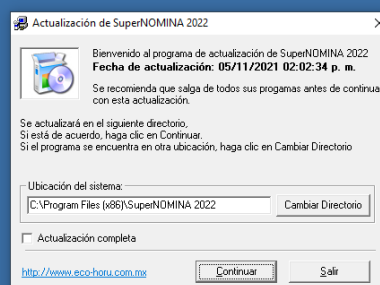 Actualización de SuperNOMINA 2022
Bienvenido al programa de actualización de SuperNOMINA 2022
Fecha de actualización: 05/11/2021 02:02:34 p. m.
Se recomienda que salga de todos sus progamas antes de continua
con esta actualización.
Se actualizará en el siguiente directorio,
Si está de acuerdo, haga clic en Continuar.
Si el programa se encuentra en otra ubicación, haga clic en Cambiar Directorio
Ubicación del sistema:
C:\Program Files (x86)\SuperNOMINA 2022
Cambiar Directorio
Actualización completa
http://www.eco-horu.com.mx
Continuar
Salir